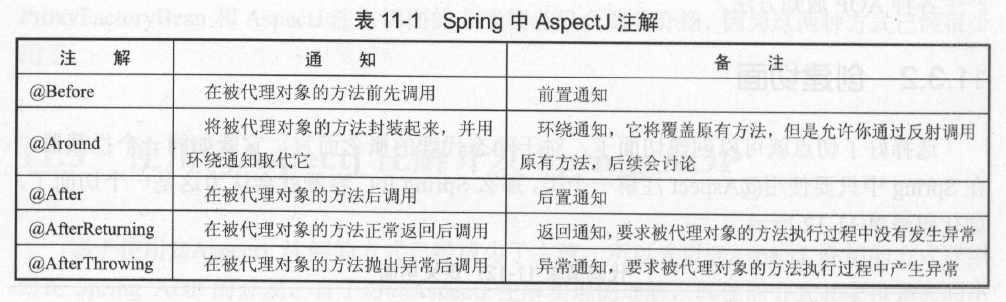 表 11-1 Spring 中 AspectJ 注解
注 解 通 知 备 注
@Before 在被代理对象的方法前先调用 前置通知
@Around 将被代理对象的方法封装起来，并用环绕通知取代它 环绕通知，它将覆盖原有方法，但是允许你通过反射调用原有方法，后续会讨论
@After 在被代理对象的方法后调用 后置通知
@AfterReturning 在被代理对象的方法正常返回后调用 返回通知，要求被代理对象的方法执行过程中没有发生异常
@AfterThrowing 在被代理对象的方法抛出异常后调用 异常通知，要求被代理对象的方法执行过程中产生异常